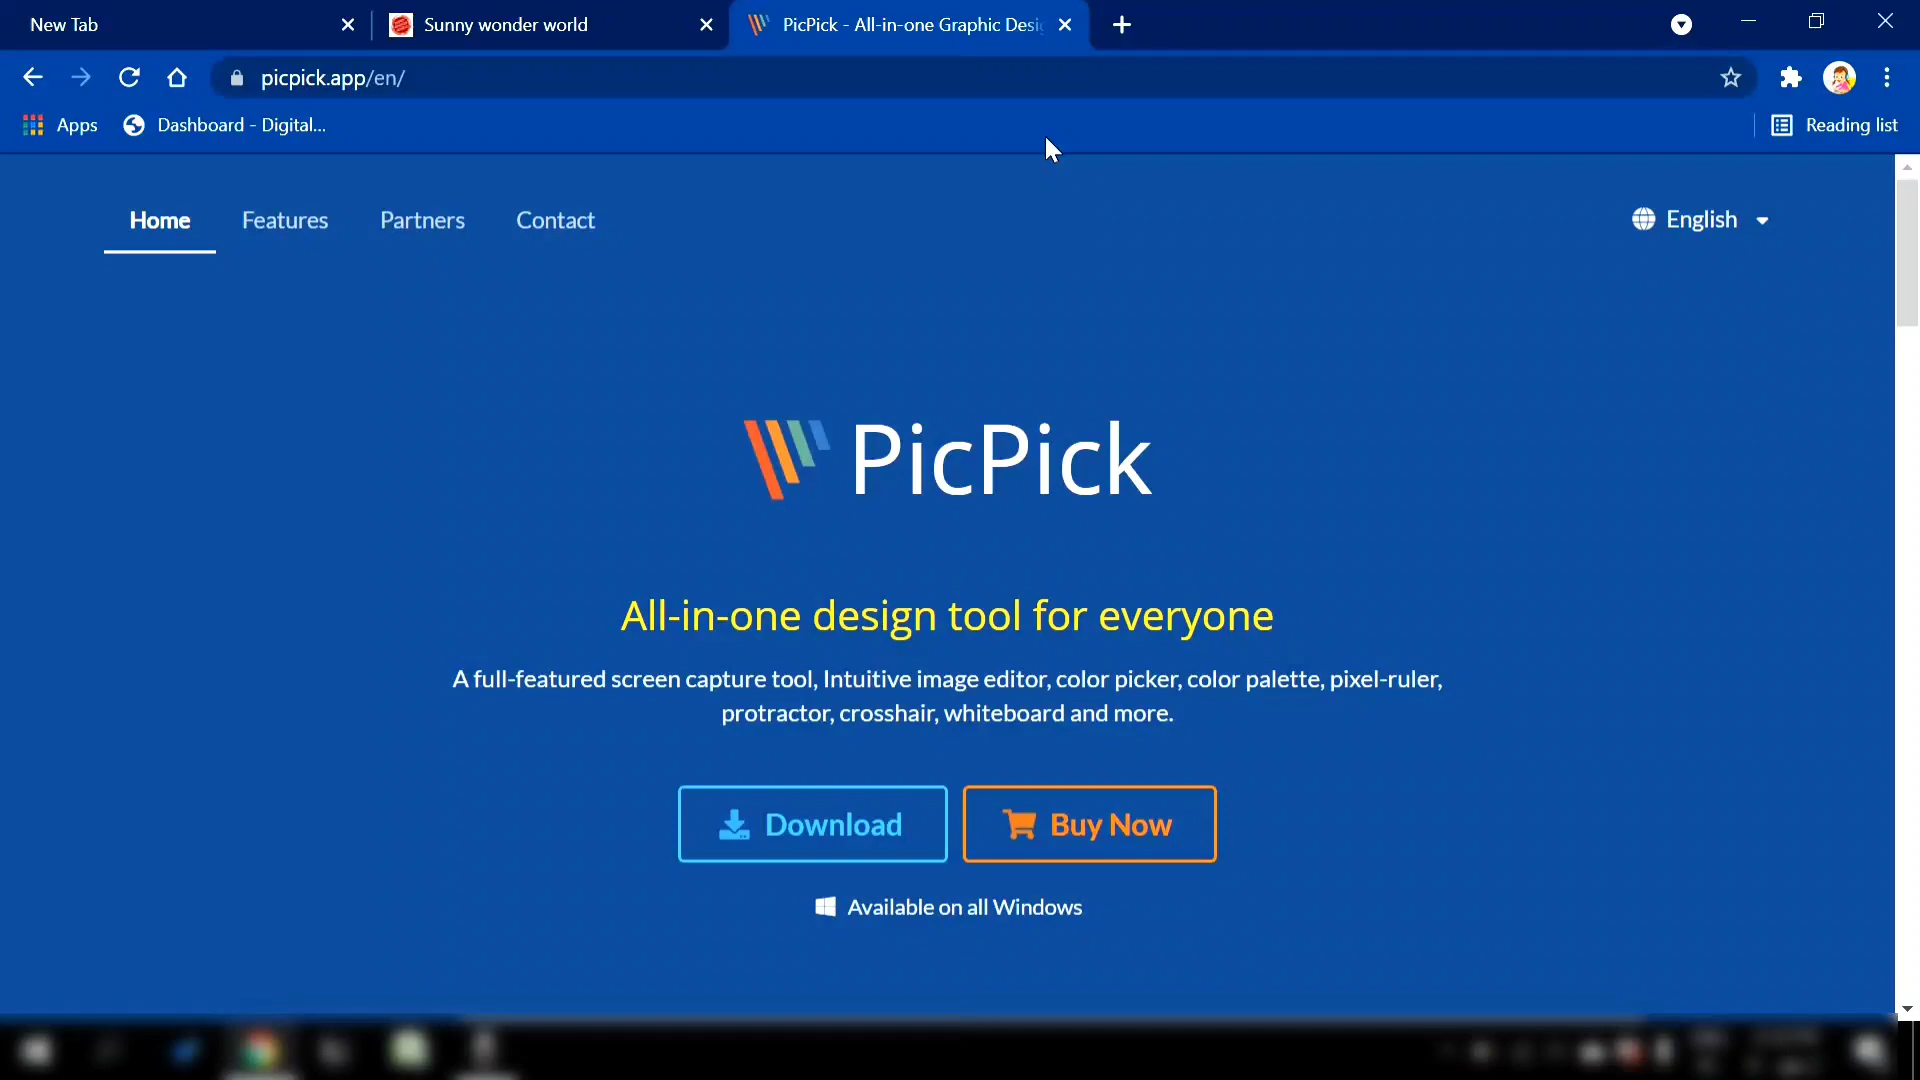 New Tab
Sunny wonder world
PicPick - All-in-one Graphic Desi
picpick.app/en/
Apps
Dashboard - Digital...
Reading list
Home
Features
Partners
Contact
English
PicPick
All-in-one design tool for everyone
A full-featured screen capture tool, Intuitive image editor, color picker, color palette, pixel-ruler,
protractor, crosshair, whiteboard and more.
Download
Buy Now
Available on all Windows